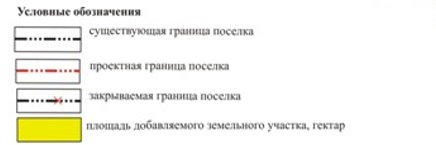 Условные обозначения
существующая граница поселка
проектная граница поселка
закрываемая граница поселка
площадь добавляемого земельного участка, гектар